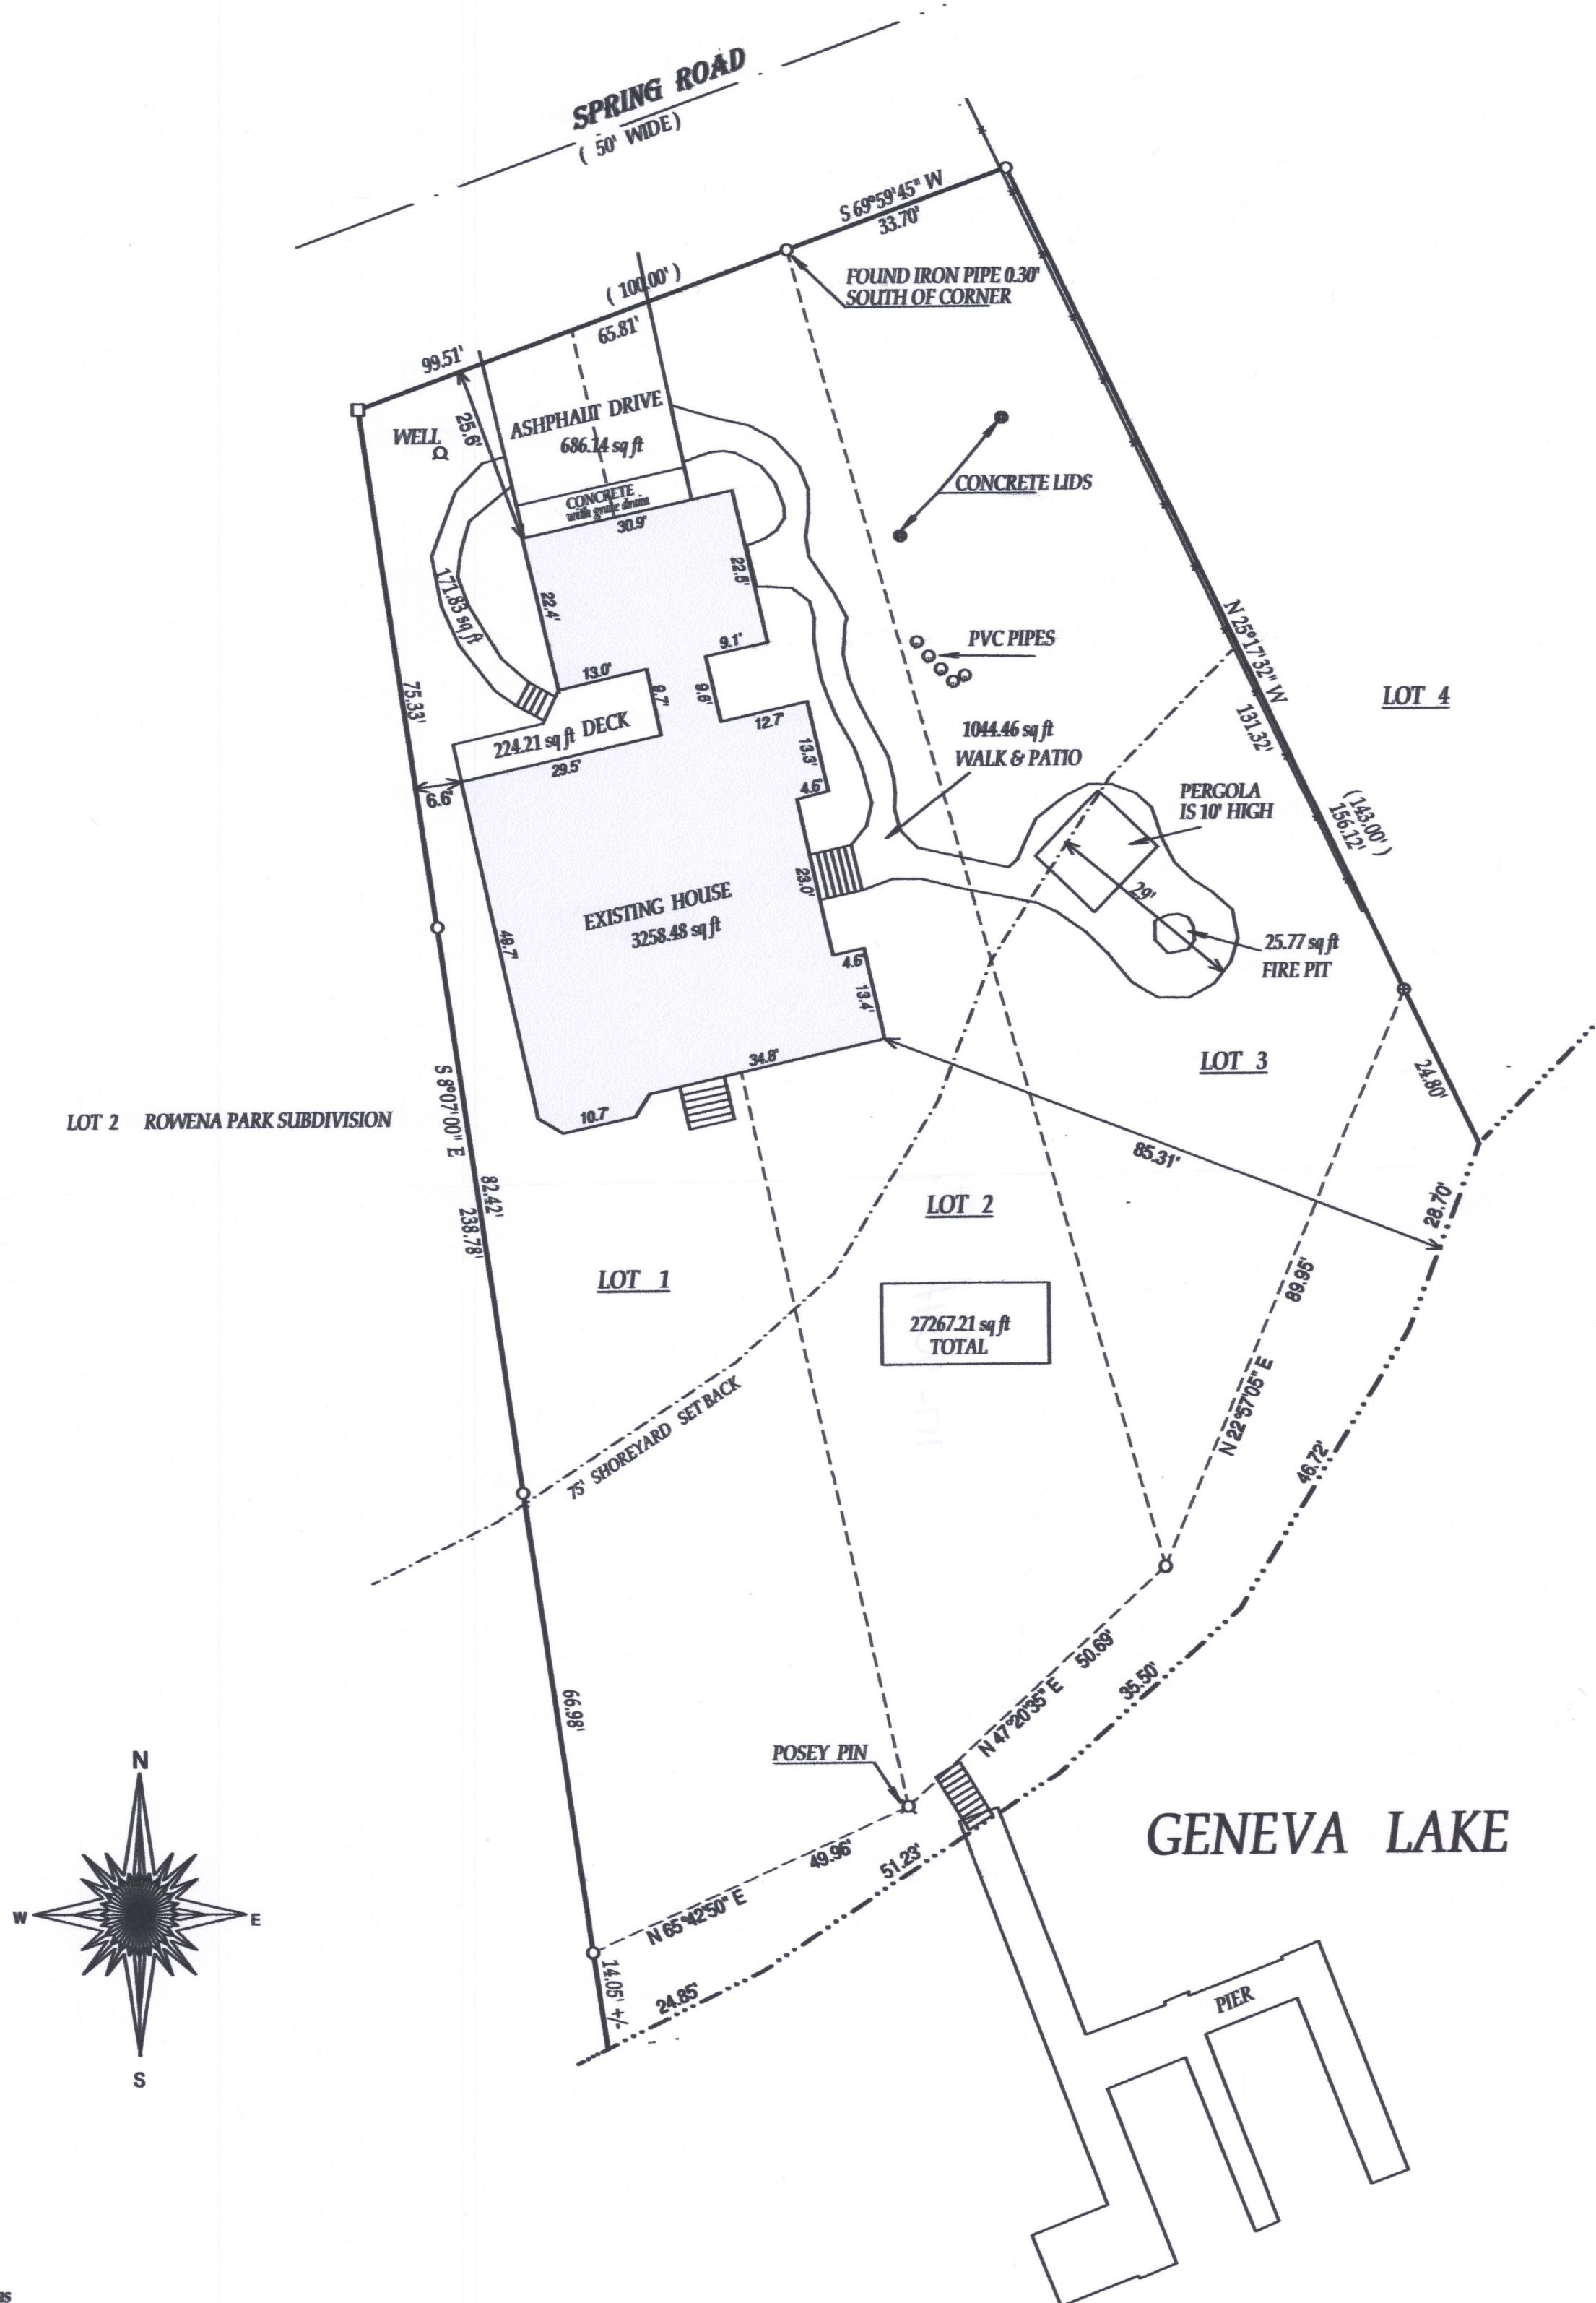 SPRING ROAD
( 50' WIDE)
S 69°59'45" W
33.70'
FOUND IRON PIPE 0.30'
SOUTH OF CORNER
( 100.00' )
65.81'
99.51'
WELL
25.6'
ASHPHALT DRIVE
686.14 sq ft
CONCRETE
with grate drain
30.9'
CONCRETE LIDS
171.83 sq ft
22.4'
22.5'
9.1'
PVC PIPES
N 25°17'32" W
131.32'
LOT 4
75.33'
13.0'
9.7'
9.6'
12.7'
224.21 sq ft DECK
29.5'
13.3'
4.6'
1044.46 sq ft
WALK & PATIO
6.6'
PERGOLA
IS 10' HIGH
(143.00' )
156.12'
EXISTING HOUSE
3258.48 sq ft
23.0'
29'
49.7'
4.6'
13.4'
25.77 sq ft
FIRE PIT
34.8'
10.7'
LOT 3
24.80'
LOT 2 ROWENA PARK SUBDIVISION
S 8°07'00" E
82.42'
238.78'
85.31'
28.70'
LOT 2
LOT 1
89.95'
27267.21 sq ft
TOTAL
N 22°57'05" E
75' SHOREYARD SET BACK
46.72'
66.98'
50.69'
N 47°20'35" E
35.50'
POSEY PIN
GENEVA LAKE
49.96'
51.23'
N 65°42'50" E
14.05' +/-
24.85'
PIER
N
W
E
S